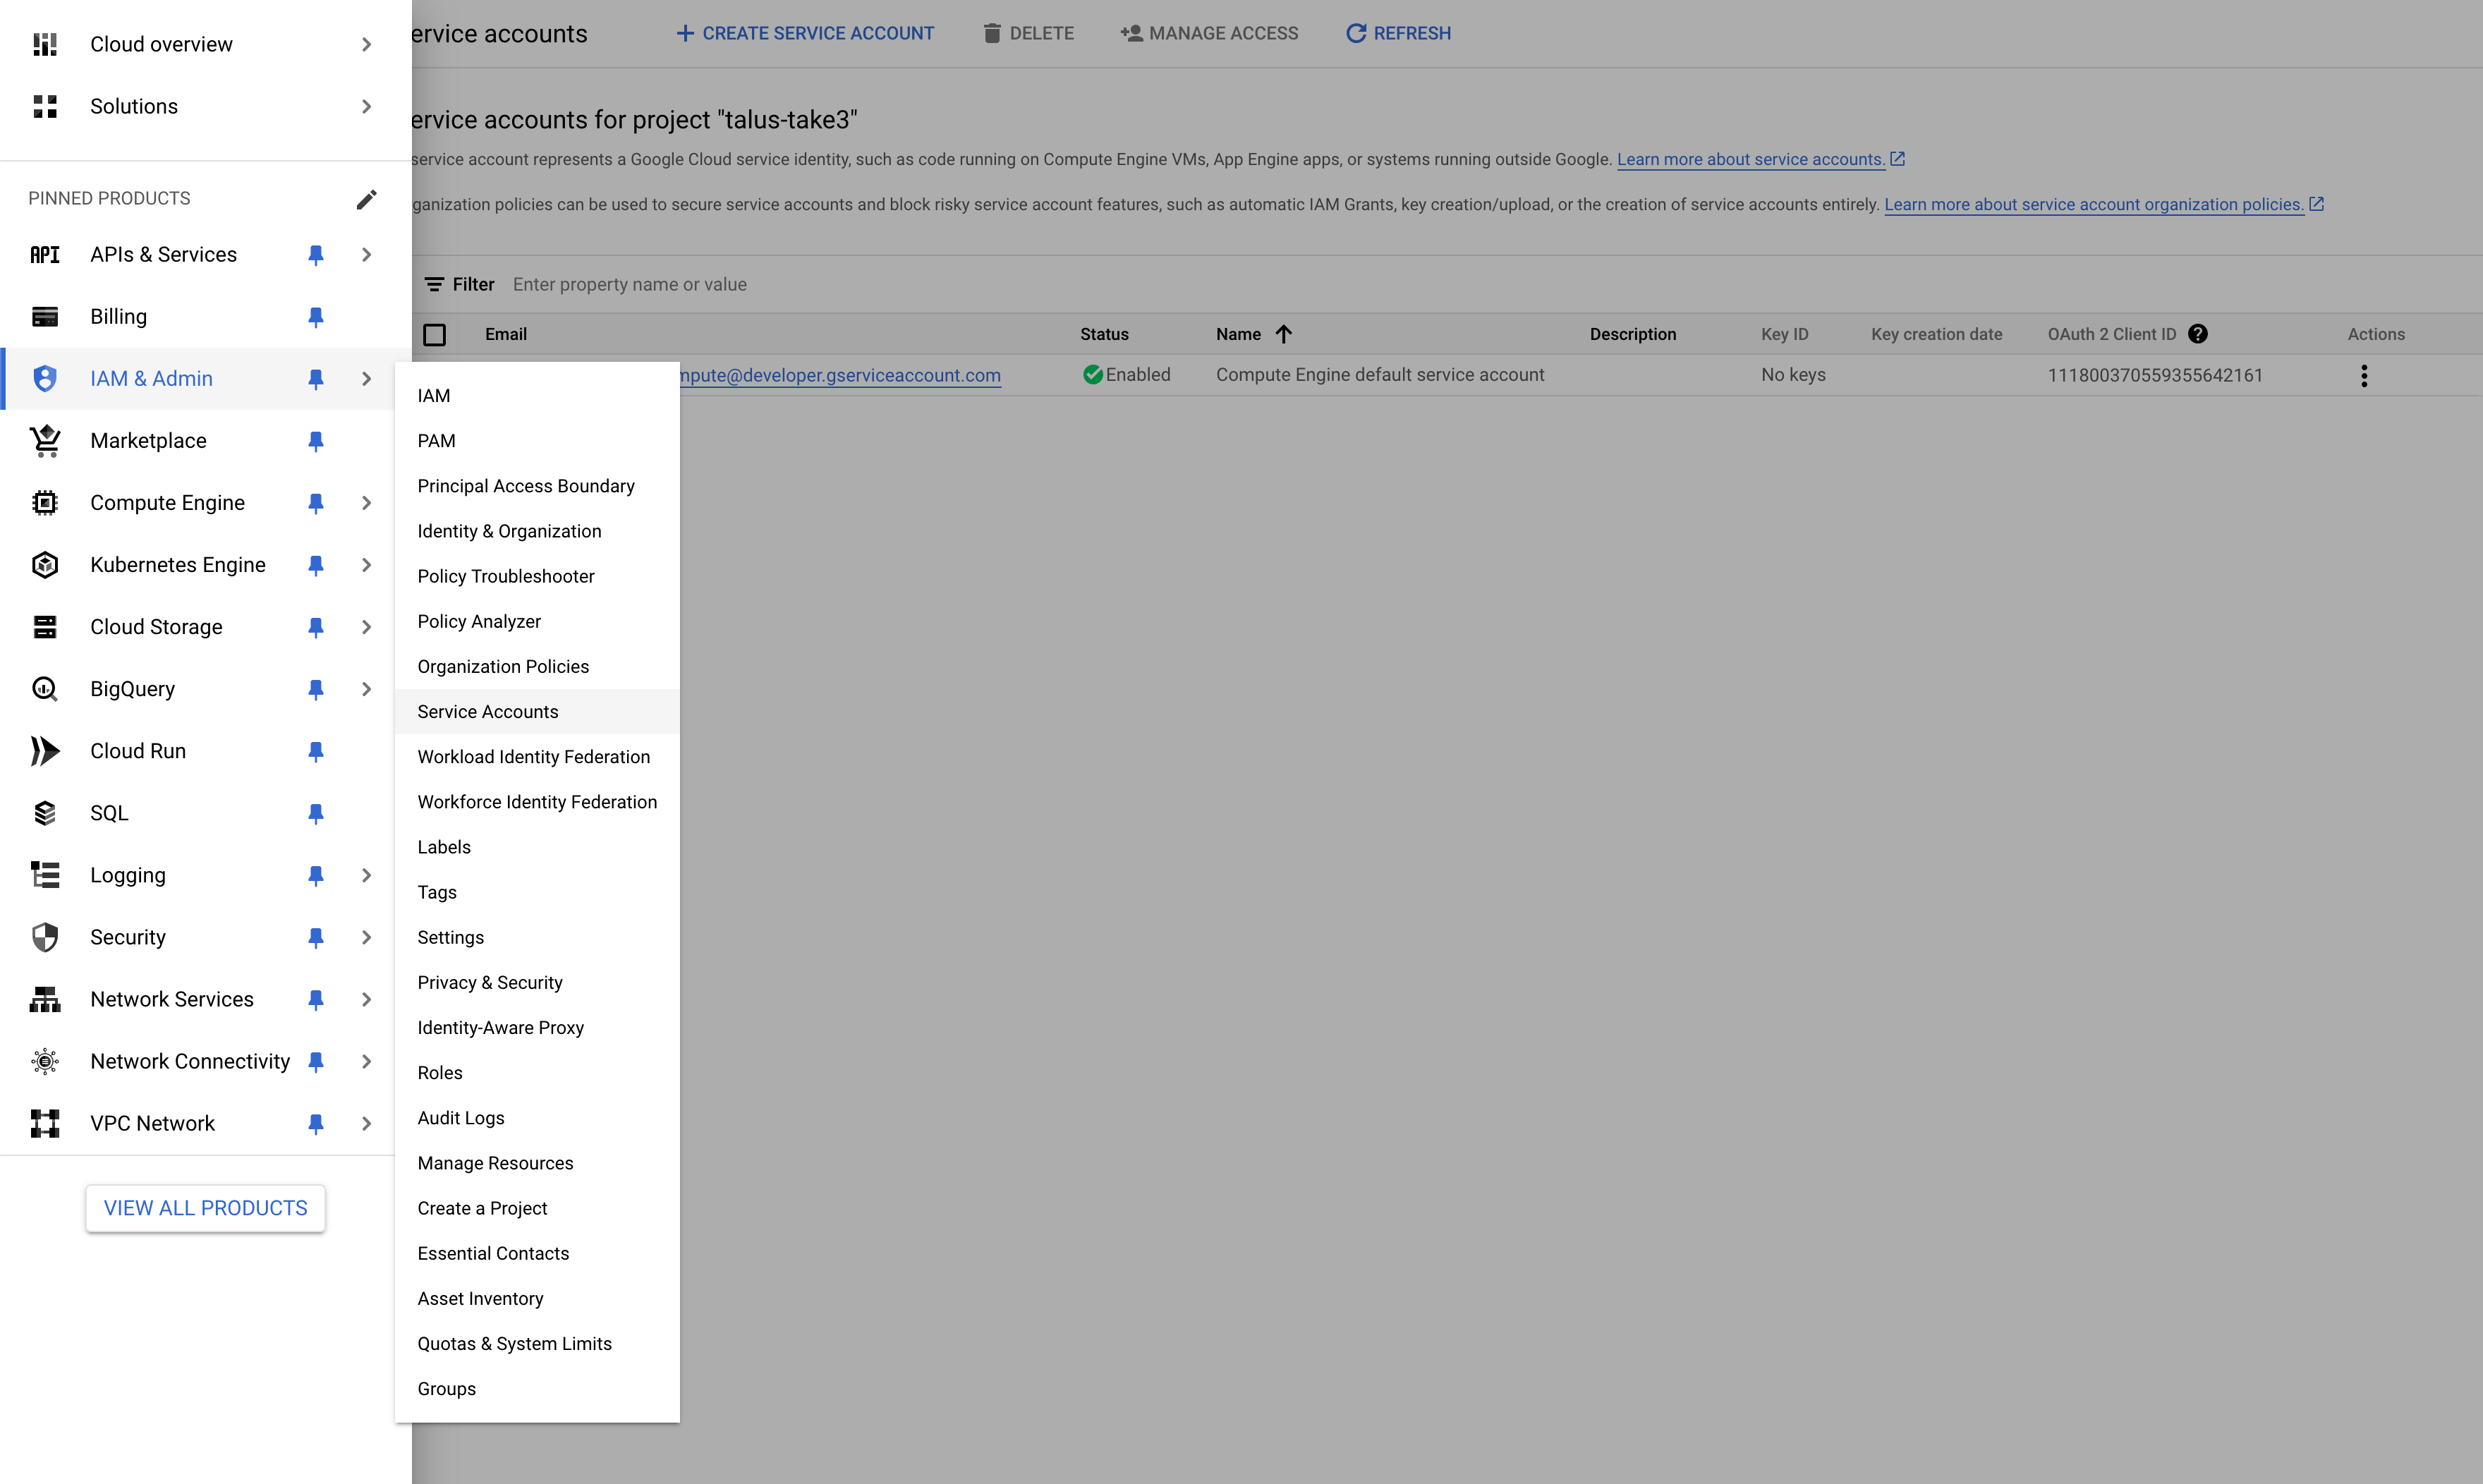 Cloud overview
Solutions
PINNED PRODUCTS
API APIs & Services
Billing
IAM & Admin
Marketplace
Compute Engine
Kubernetes Engine
Cloud Storage
BigQuery
Cloud Run
SQL
Logging
Security
Network Services
Network Connectivity
VPC Network
VIEW ALL PRODUCTS
IAM
PAM
Principal Access Boundary
Identity & Organization
Policy Troubleshooter
Policy Analyzer
Organization Policies
Service Accounts
Workload Identity Federation
Workforce Identity Federation
Labels
Tags
Settings
Privacy & Security
Identity-Aware Proxy
Roles
Audit Logs
Manage Resources
Create a Project
Essential Contacts
Asset Inventory
Quotas & System Limits
Groups
ervice accounts + CREATE SERVICE ACCOUNT DELETE MANAGE ACCESS REFRESH
ervice accounts for project "talus-take3"
service account represents a Google Cloud service identity, such as code running on Compute Engine VMs, App Engine apps, or systems running outside Google. Learn more about service accounts.
ganization policies can be used to secure service accounts and block risky service account features, such as automatic IAM Grants, key creation/upload, or the creation of service accounts entirely. Learn more about service account organization policies.
Filter Enter property name or value
Email Status Name Description Key ID Key creation date OAuth 2 Client ID Actions
mpute@developer.gserviceaccount.com Enabled Compute Engine default service account No keys 111800370559355642161